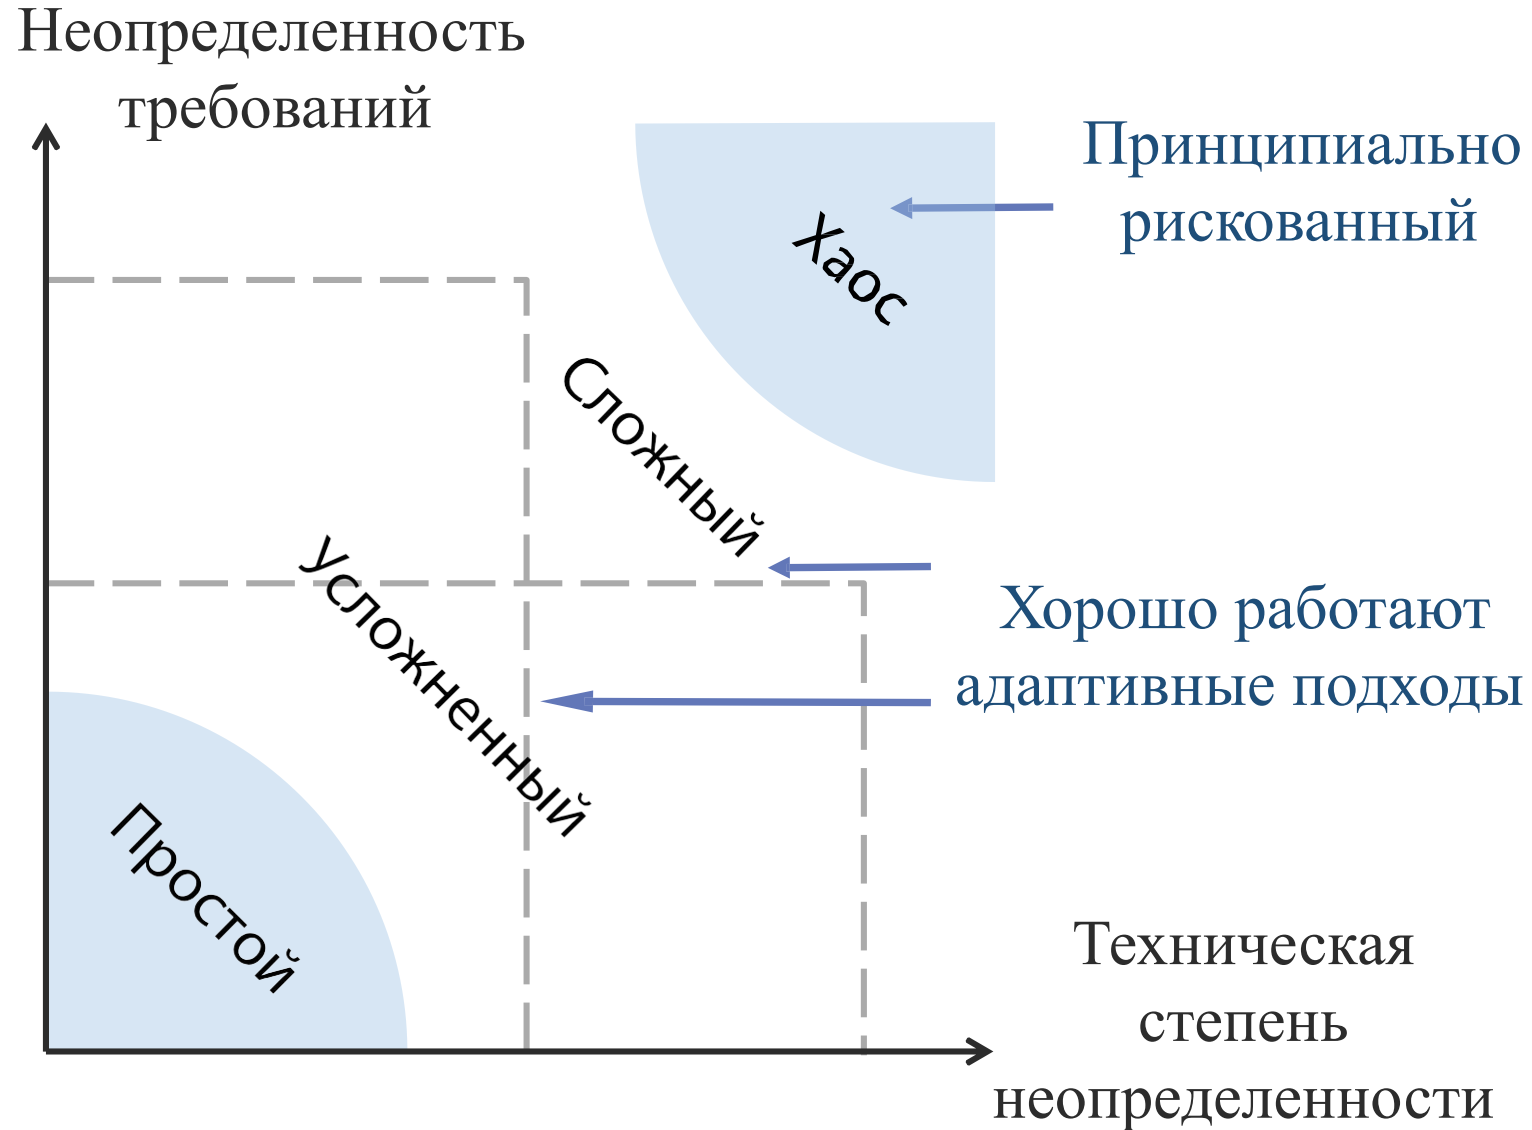 Неопределенность
требований
Принципиально
рискованный
Хаос
Сложный
Усложненный
Хорошо работают
адаптивные подходы
Простой
Техническая
степень
неопределенности